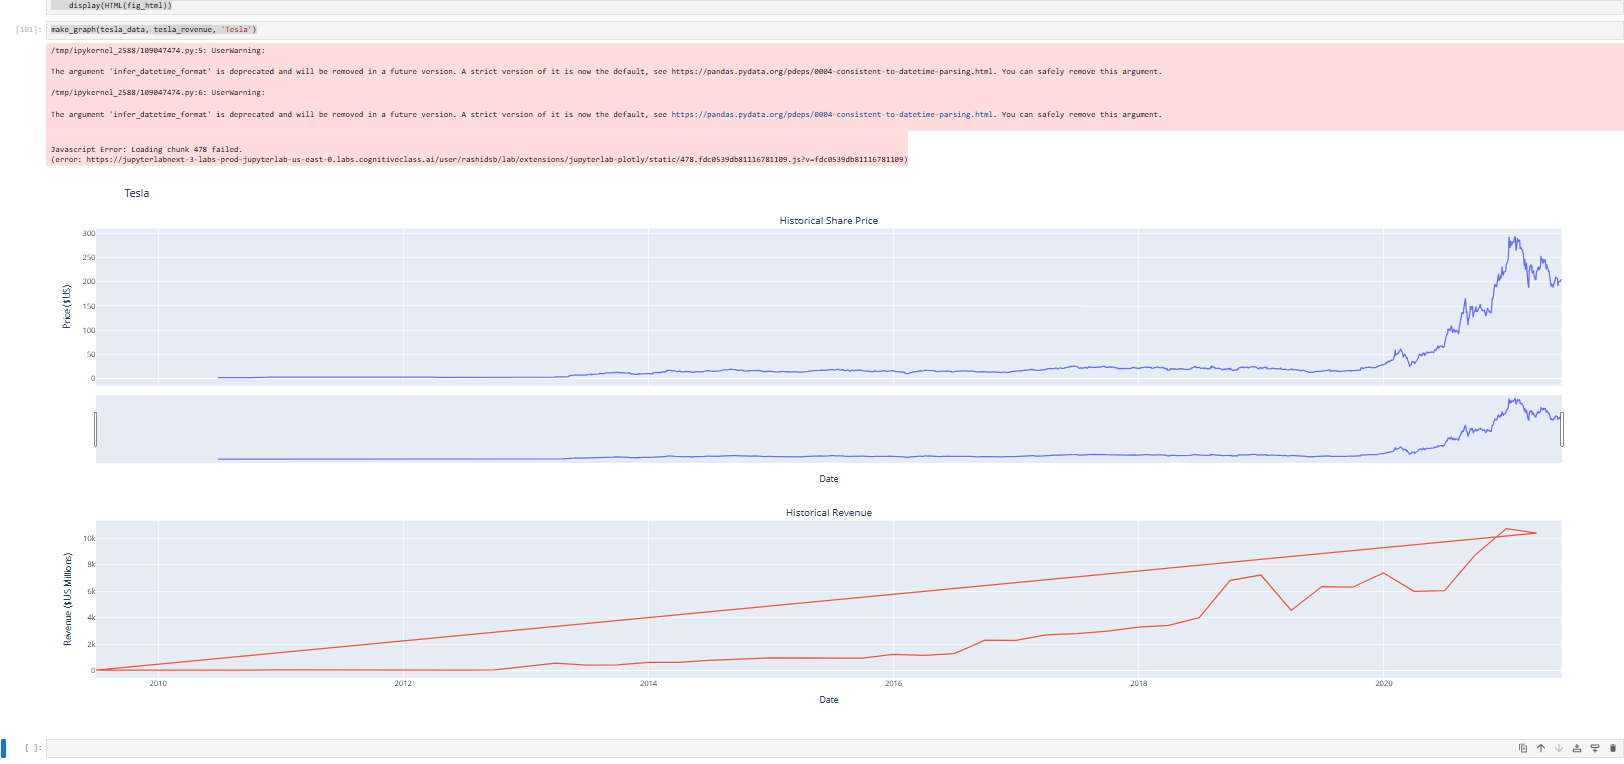 display(HTML(fig_html))
[101]: make_graph(tesla_data, tesla_revenue, 'Tesla')
/tmp/ipykernel_2588/109047474.py:5: UserWarning:
The argument 'infer_datetime_format' is deprecated and will be removed in a future version. A strict version of it is now the default, see https://pandas.pydata.org/pdeps/0004-consistent-to-datetime-parsing.html. You can safely remove this argument.
/tmp/ipykernel_2588/109047474.py:6: UserWarning:
The argument 'infer_datetime_format' is deprecated and will be removed in a future version. A strict version of it is now the default, see https://pandas.pydata.org/pdeps/0004-consistent-to-datetime-parsing.html. You can safely remove this argument.
Javascript Error: Loading chunk 478 failed.
(error: https://jupyterlabnext-3-labs-prod-jupyterlab-us-east-0.labs.cognitiveclass.ai/user/rashidsb/lab/extensions/jupyterlab-plotly/static/478.fdc0539db81116781109.js?v=fdc0539db81116781109)
Tesla
Historical Share Price
300
250
200
150
100
50
0
Price ($US)
Date
Historical Revenue
10k
8k
6k
4k
2k
0
Revenue ($US Millions)
2010 2012 2014 2016 2018 2020
Date
[ ]: